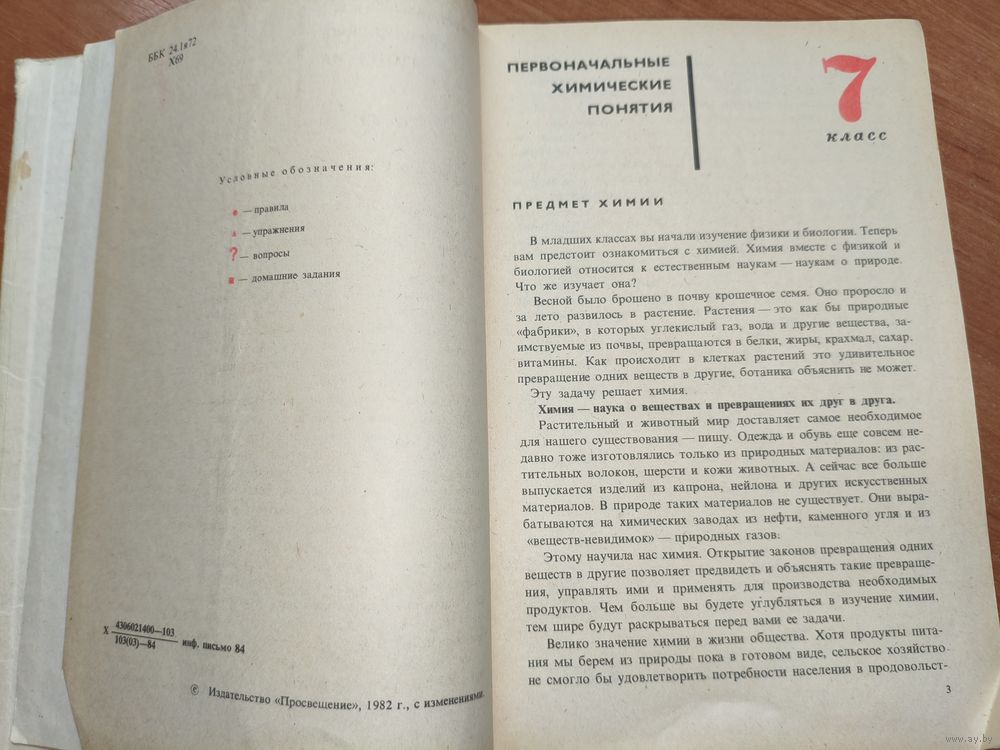 ББК 24.1я72
Х69
Условные обозначения:
● — правила
▲ — упражнения
? — вопросы
■ — домашние задания
Х 4306021400—103
103(03)—84 инф. письмо 84
© Издательство «Просвещение», 1982 г., с изменениями.
ПЕРВОНАЧАЛЬНЫЕ
ХИМИЧЕСКИЕ
ПОНЯТИЯ
7
класс
ПРЕДМЕТ ХИМИИ
В младших классах вы начали изучение физики и биологии. Теперь
вам предстоит ознакомиться с химией. Химия вместе с физикой и
биологией относится к естественным наукам — наукам о природе.
Что же изучает она?
Весной было брошено в почву крошечное семя. Оно проросло и
за лето развилось в растение. Растения — это как бы природные
«фабрики», в которых углекислый газ, вода и другие вещества, за-
имствуемые из почвы, превращаются в белки, жиры, крахмал, сахар,
витамины. Как происходит в клетках растений это удивительное
превращение одних веществ в другие, ботаника объяснить не может.
Эту задачу решает химия.
Химия — наука о веществах и превращениях их друг в друга.
Растительный и животный мир доставляет самое необходимое
для нашего существования — пищу. Одежда и обувь еще совсем не-
давно тоже изготовлялись только из природных материалов: из рас-
тительных волокон, шерсти и кожи животных. А сейчас все больше
выпускается изделий из капрона, нейлона и других искусственных
материалов. В природе таких материалов не существует. Они выра-
батываются на химических заводах из нефти, каменного угля и из
«веществ-невидимок» — природных газов.
Этому научила нас химия. Открытие законов превращения одних
веществ в другие позволяет предвидеть и объяснять такие превраще-
ния, управлять ими и применять для производства необходимых
продуктов. Чем больше вы будете углубляться в изучение химии,
тем шире будут раскрываться перед вами ее задачи.
Велико значение химии в жизни общества. Хотя продукты пита-
ния мы берем из природы пока в готовом виде, сельское хозяйство
не смогло бы удовлетворить потребности населения в продовольст-
3
www.ay.by